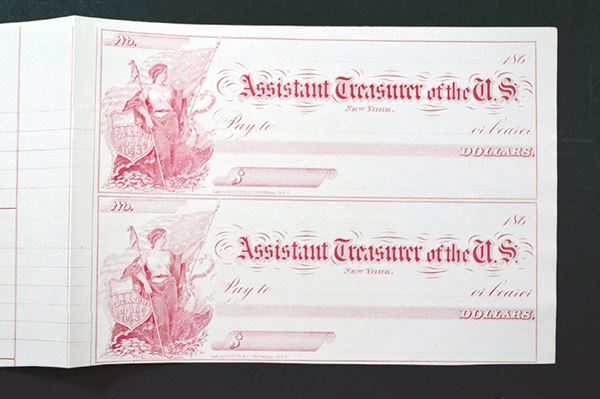 No.
186
Assistant Treasurer of the U.S.
NEW YORK.
Pay to or bearer
DOLLARS.
$
No.
186
Assistant Treasurer of the U.S.
NEW YORK.
Pay to or bearer
DOLLARS.
$